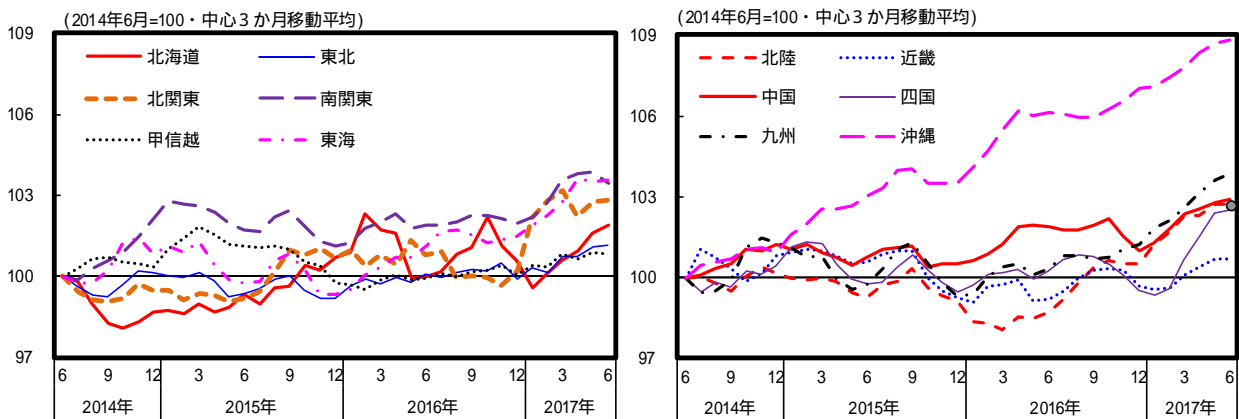 (2014年6月=100・中心3か月移動平均)
109
106
103
100
97
北海道
東北
北関東
南関東
甲信越
東海
6 9 12 3 6 9 12 3 6 9 12 3 6
2014年 2015年 2016年 2017年
(2014年6月=100・中心3か月移動平均)
109
106
103
100
97
北陸
近畿
中国
四国
九州
沖縄
6 9 12 3 6 9 12 3 6 9 12 3 6
2014年 2015年 2016年 2017年